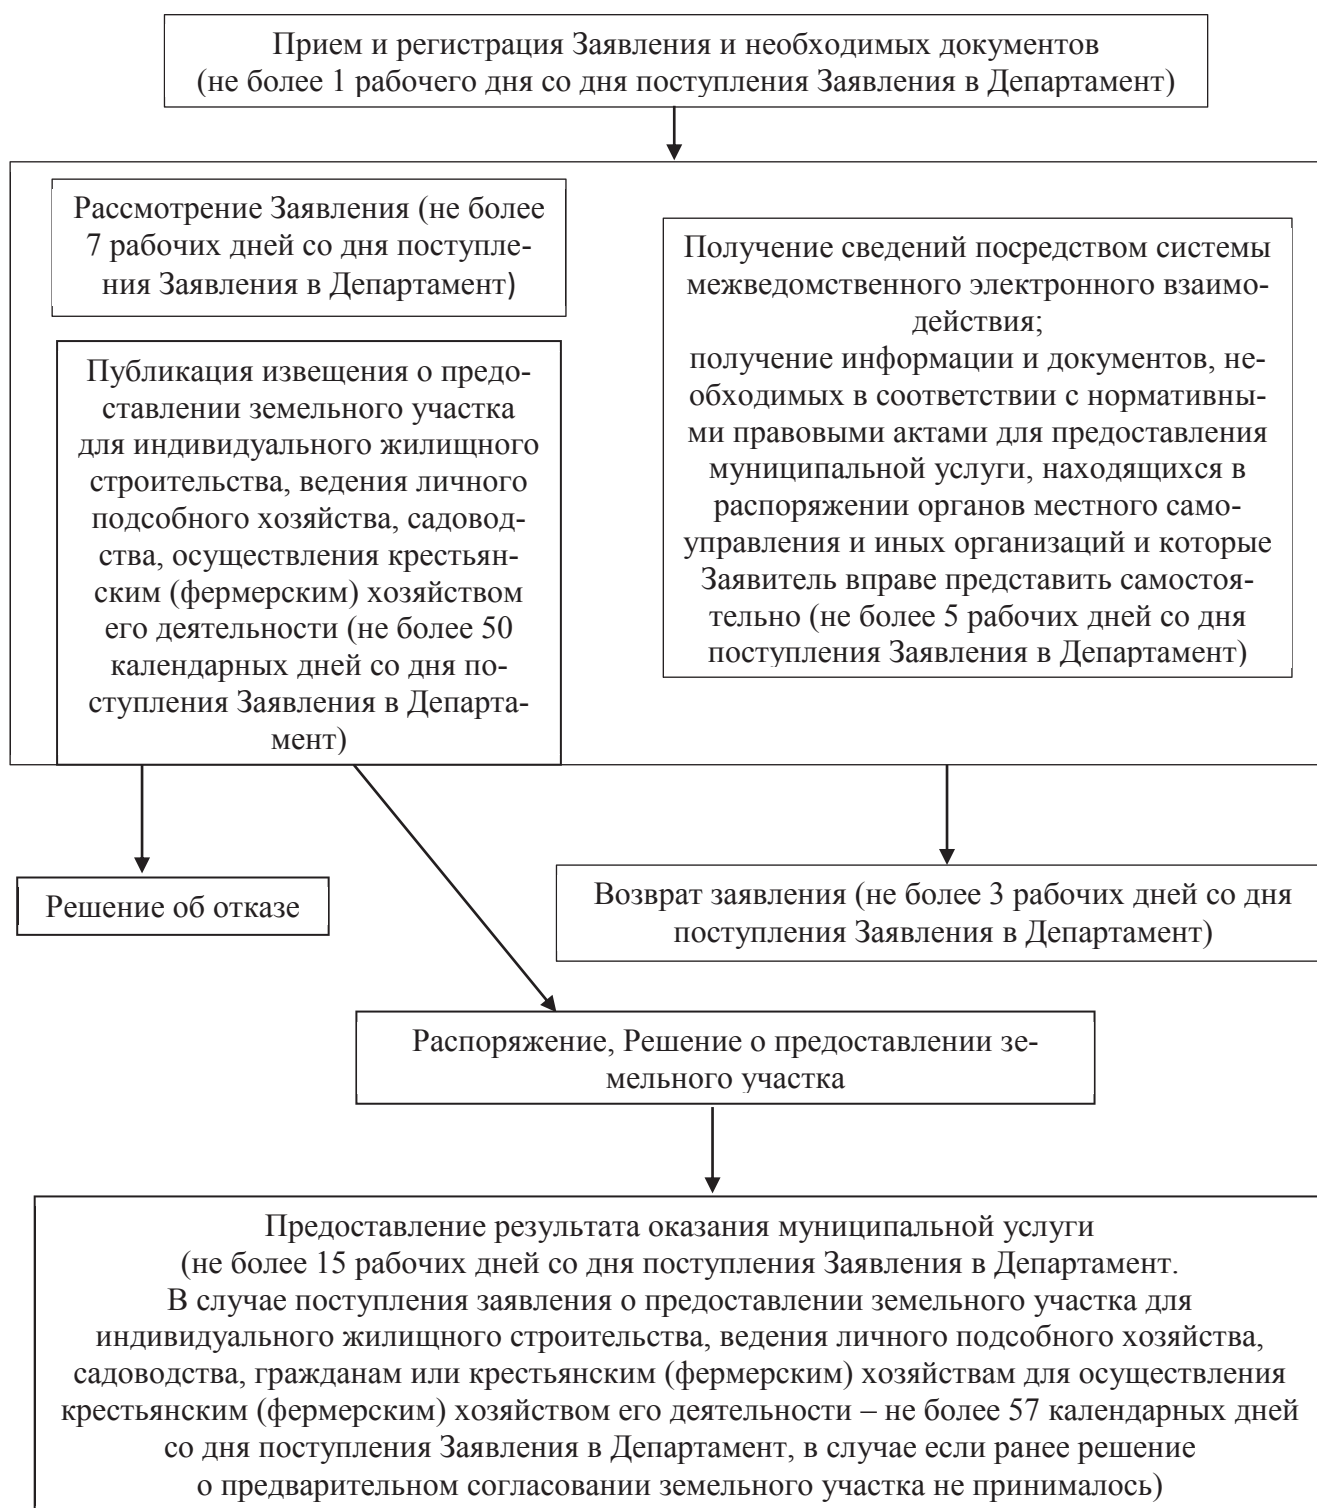 Прием и регистрация Заявления и необходимых документов
(не более 1 рабочего дня со дня поступления Заявления в Департамент)
Рассмотрение Заявления (не более
7 рабочих дней со дня поступле-
ния Заявления в Департамент)
Публикация извещения о предо-
ставлении земельного участка
для индивидуального жилищного
строительства, ведения личного
подсобного хозяйства, садовод-
ства, осуществления крестьян-
ским (фермерским) хозяйством
его деятельности (не более 50
календарных дней со дня по-
ступления Заявления в Департа-
мент)
Получение сведений посредством системы
межведомственного электронного взаимо-
действия;
получение информации и документов, не-
обходимых в соответствии с нормативны-
ми правовыми актами для предоставления
муниципальной услуги, находящихся в
распоряжении органов местного само-
управления и иных организаций и которые
Заявитель вправе представить самостоя-
тельно (не более 5 рабочих дней со дня
поступления Заявления в Департамент)
Решение об отказе
Возврат заявления (не более 3 рабочих дней со дня
поступления Заявления в Департамент)
Распоряжение, Решение о предоставлении зе-
мельного участка
Предоставление результата оказания муниципальной услуги
(не более 15 рабочих дней со дня поступления Заявления в Департамент.
В случае поступления заявления о предоставлении земельного участка для
индивидуального жилищного строительства, ведения личного подсобного хозяйства,
садоводства, гражданам или крестьянским (фермерским) хозяйствам для осуществления
крестьянским (фермерским) хозяйством его деятельности – не более 57 календарных дней
со дня поступления Заявления в Департамент, в случае если ранее решение
о предварительном согласовании земельного участка не принималось)